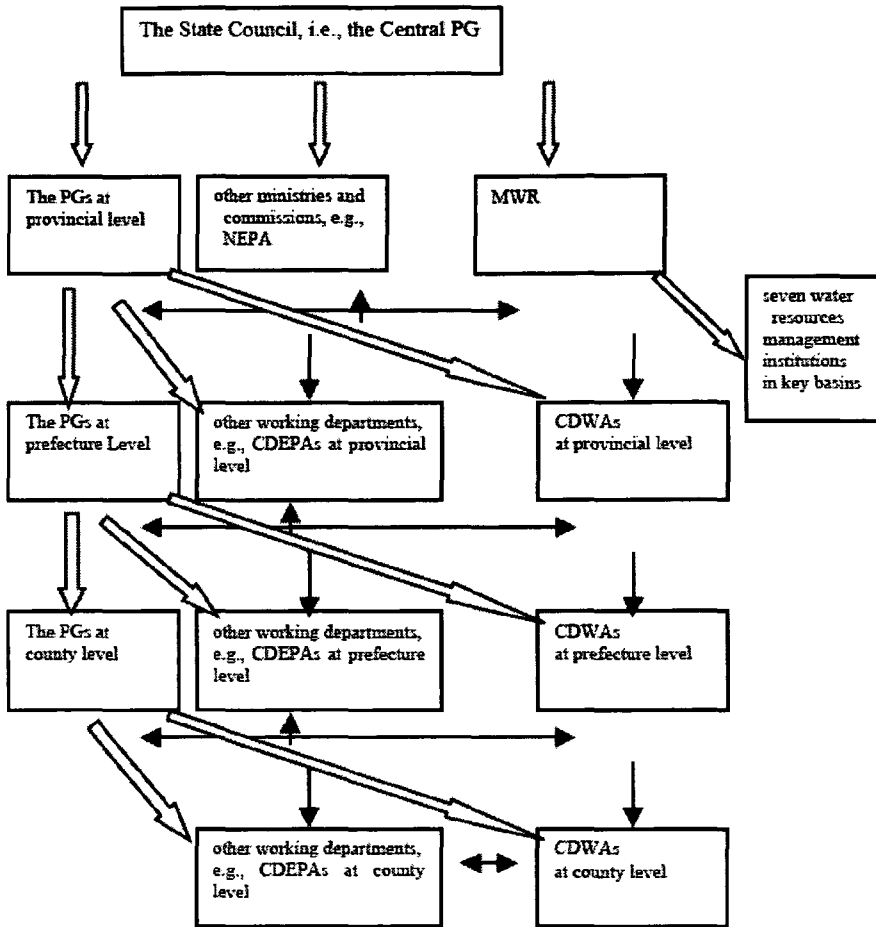 The State Council, i.e., the Central PG
The PGs at
provincial level
other ministries and
commissions, e.g.,
NEPA
MWR
seven water
resources
management
institutions
in key basins
The PGs at
prefecture Level
other working departments,
e.g., CDEPAs at provincial
level
CDWAs
at provincial level
The PGs at
county level
other working departments,
e.g., CDEPAs at prefecture
level
CDWAs
at prefecture level
other working departments,
e.g., CDEPAs at county
level
CDWAs
at county level